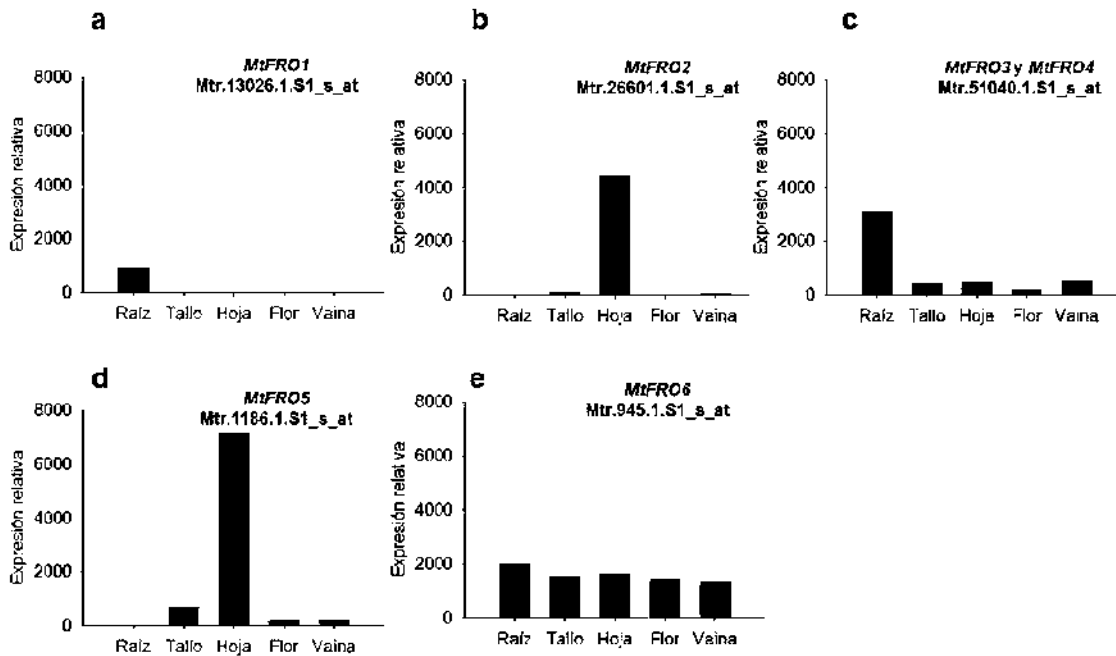 a
MtFRO1
Mtr.13026.1.S1_s_at
Expresión relativa
8000
6000
4000
2000
0
Raíz Tallo Hoja Flor Vaina
b
MtFRO2
Mtr.26601.1.S1_s_at
Expresión relativa
8000
6000
4000
2000
0
Raíz Tallo Hoja Flor Vaina
c
MtFRO3 y MtFRO4
Mtr.51040.1.S1_s_at
Expresión relativa
8000
6000
4000
2000
0
Raíz Tallo Hoja Flor Vaina
d
MtFRO5
Mtr.1186.1.S1_s_at
Expresión relativa
8000
6000
4000
2000
0
Raíz Tallo Hoja Flor Vaina
e
MtFRO6
Mtr.945.1.S1_s_at
Expresión relativa
8000
6000
4000
2000
0
Raíz Tallo Hoja Flor Vaina